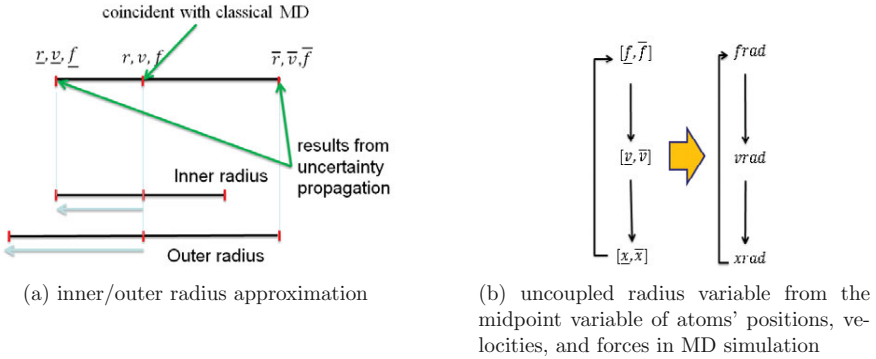 coincident with classical MD
r̲, v̲, f̲ r, v, f r̅, v̅, f̅
results from
uncertainty
propagation
Inner radius
Outer radius
(a) inner/outer radius approximation
[f̲, f̅] frad
[v̲, v̅] vrad
[x̲, x̅] xrad
(b) uncoupled radius variable from the
midpoint variable of atoms' positions, ve-
locities, and forces in MD simulation